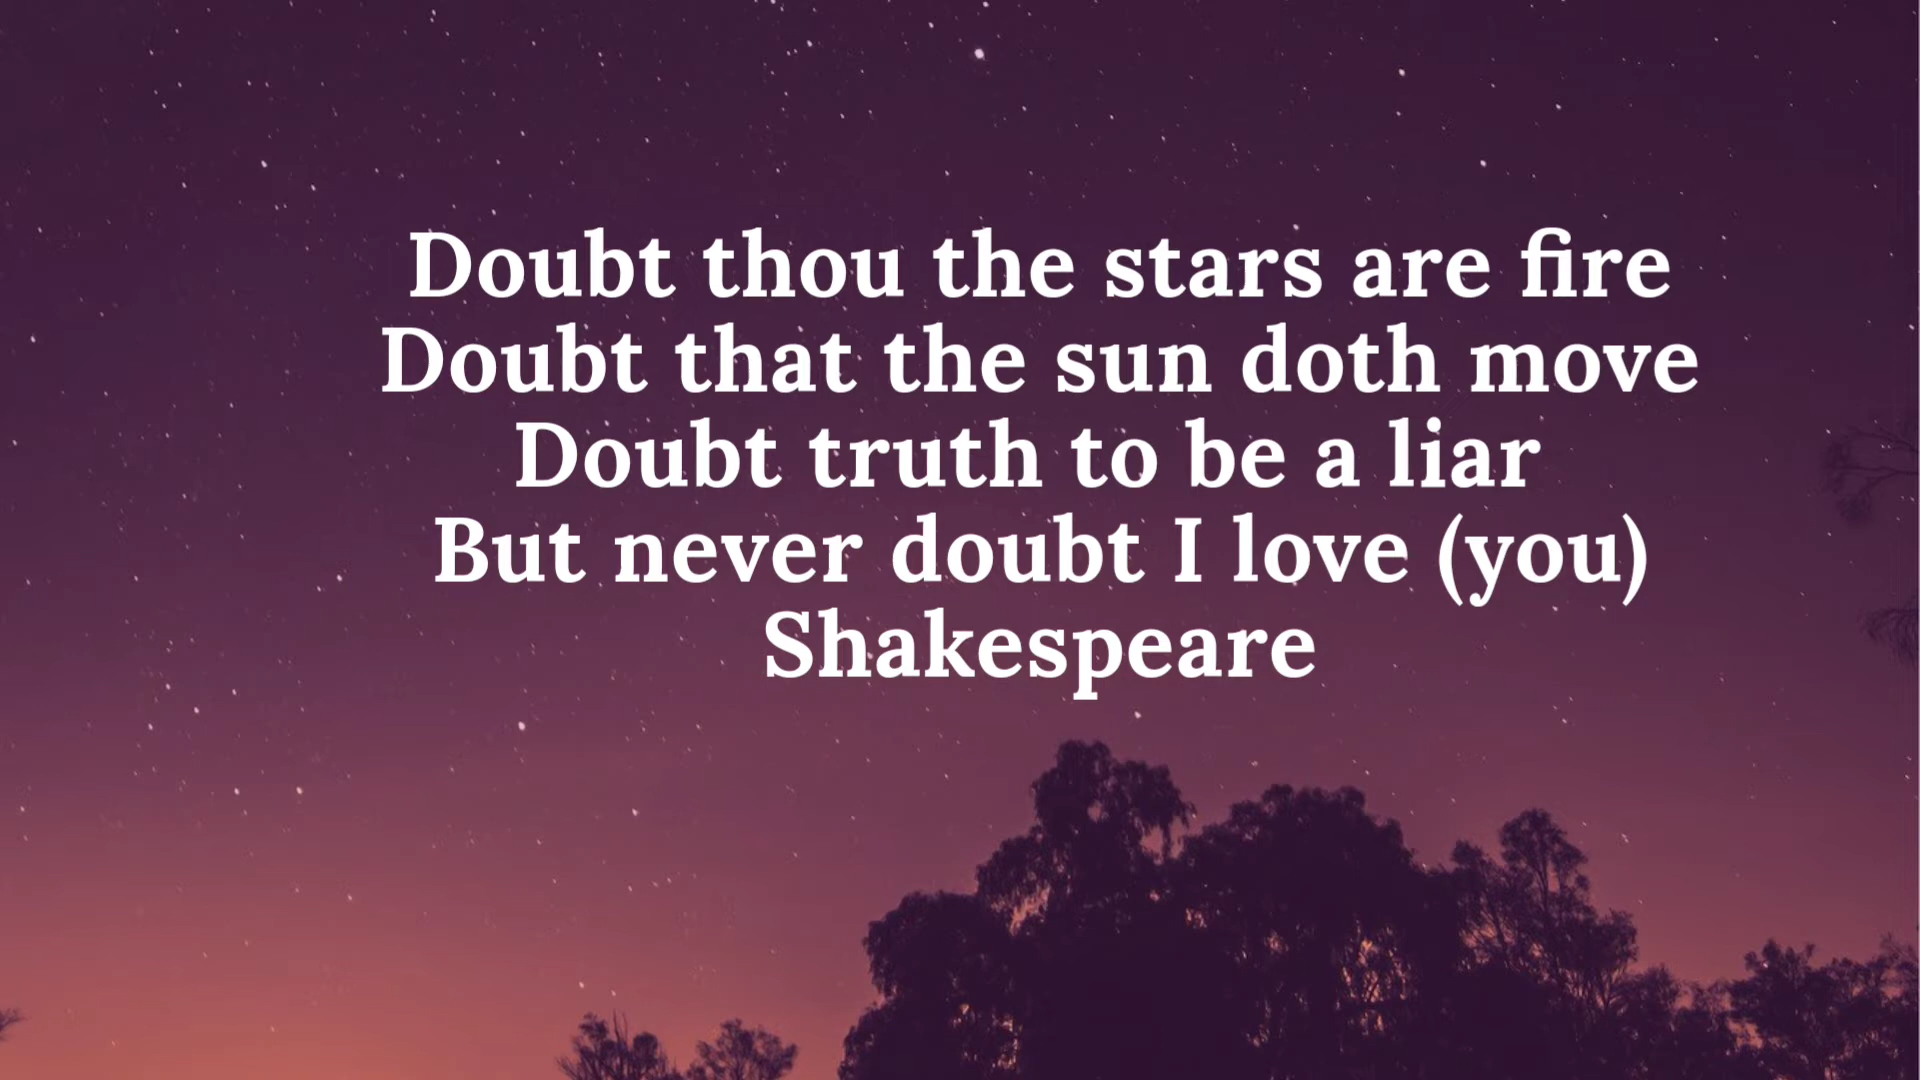 Doubt thou the stars are fire
Doubt that the sun doth move
Doubt truth to be a liar
But never doubt I love (you)
Shakespeare